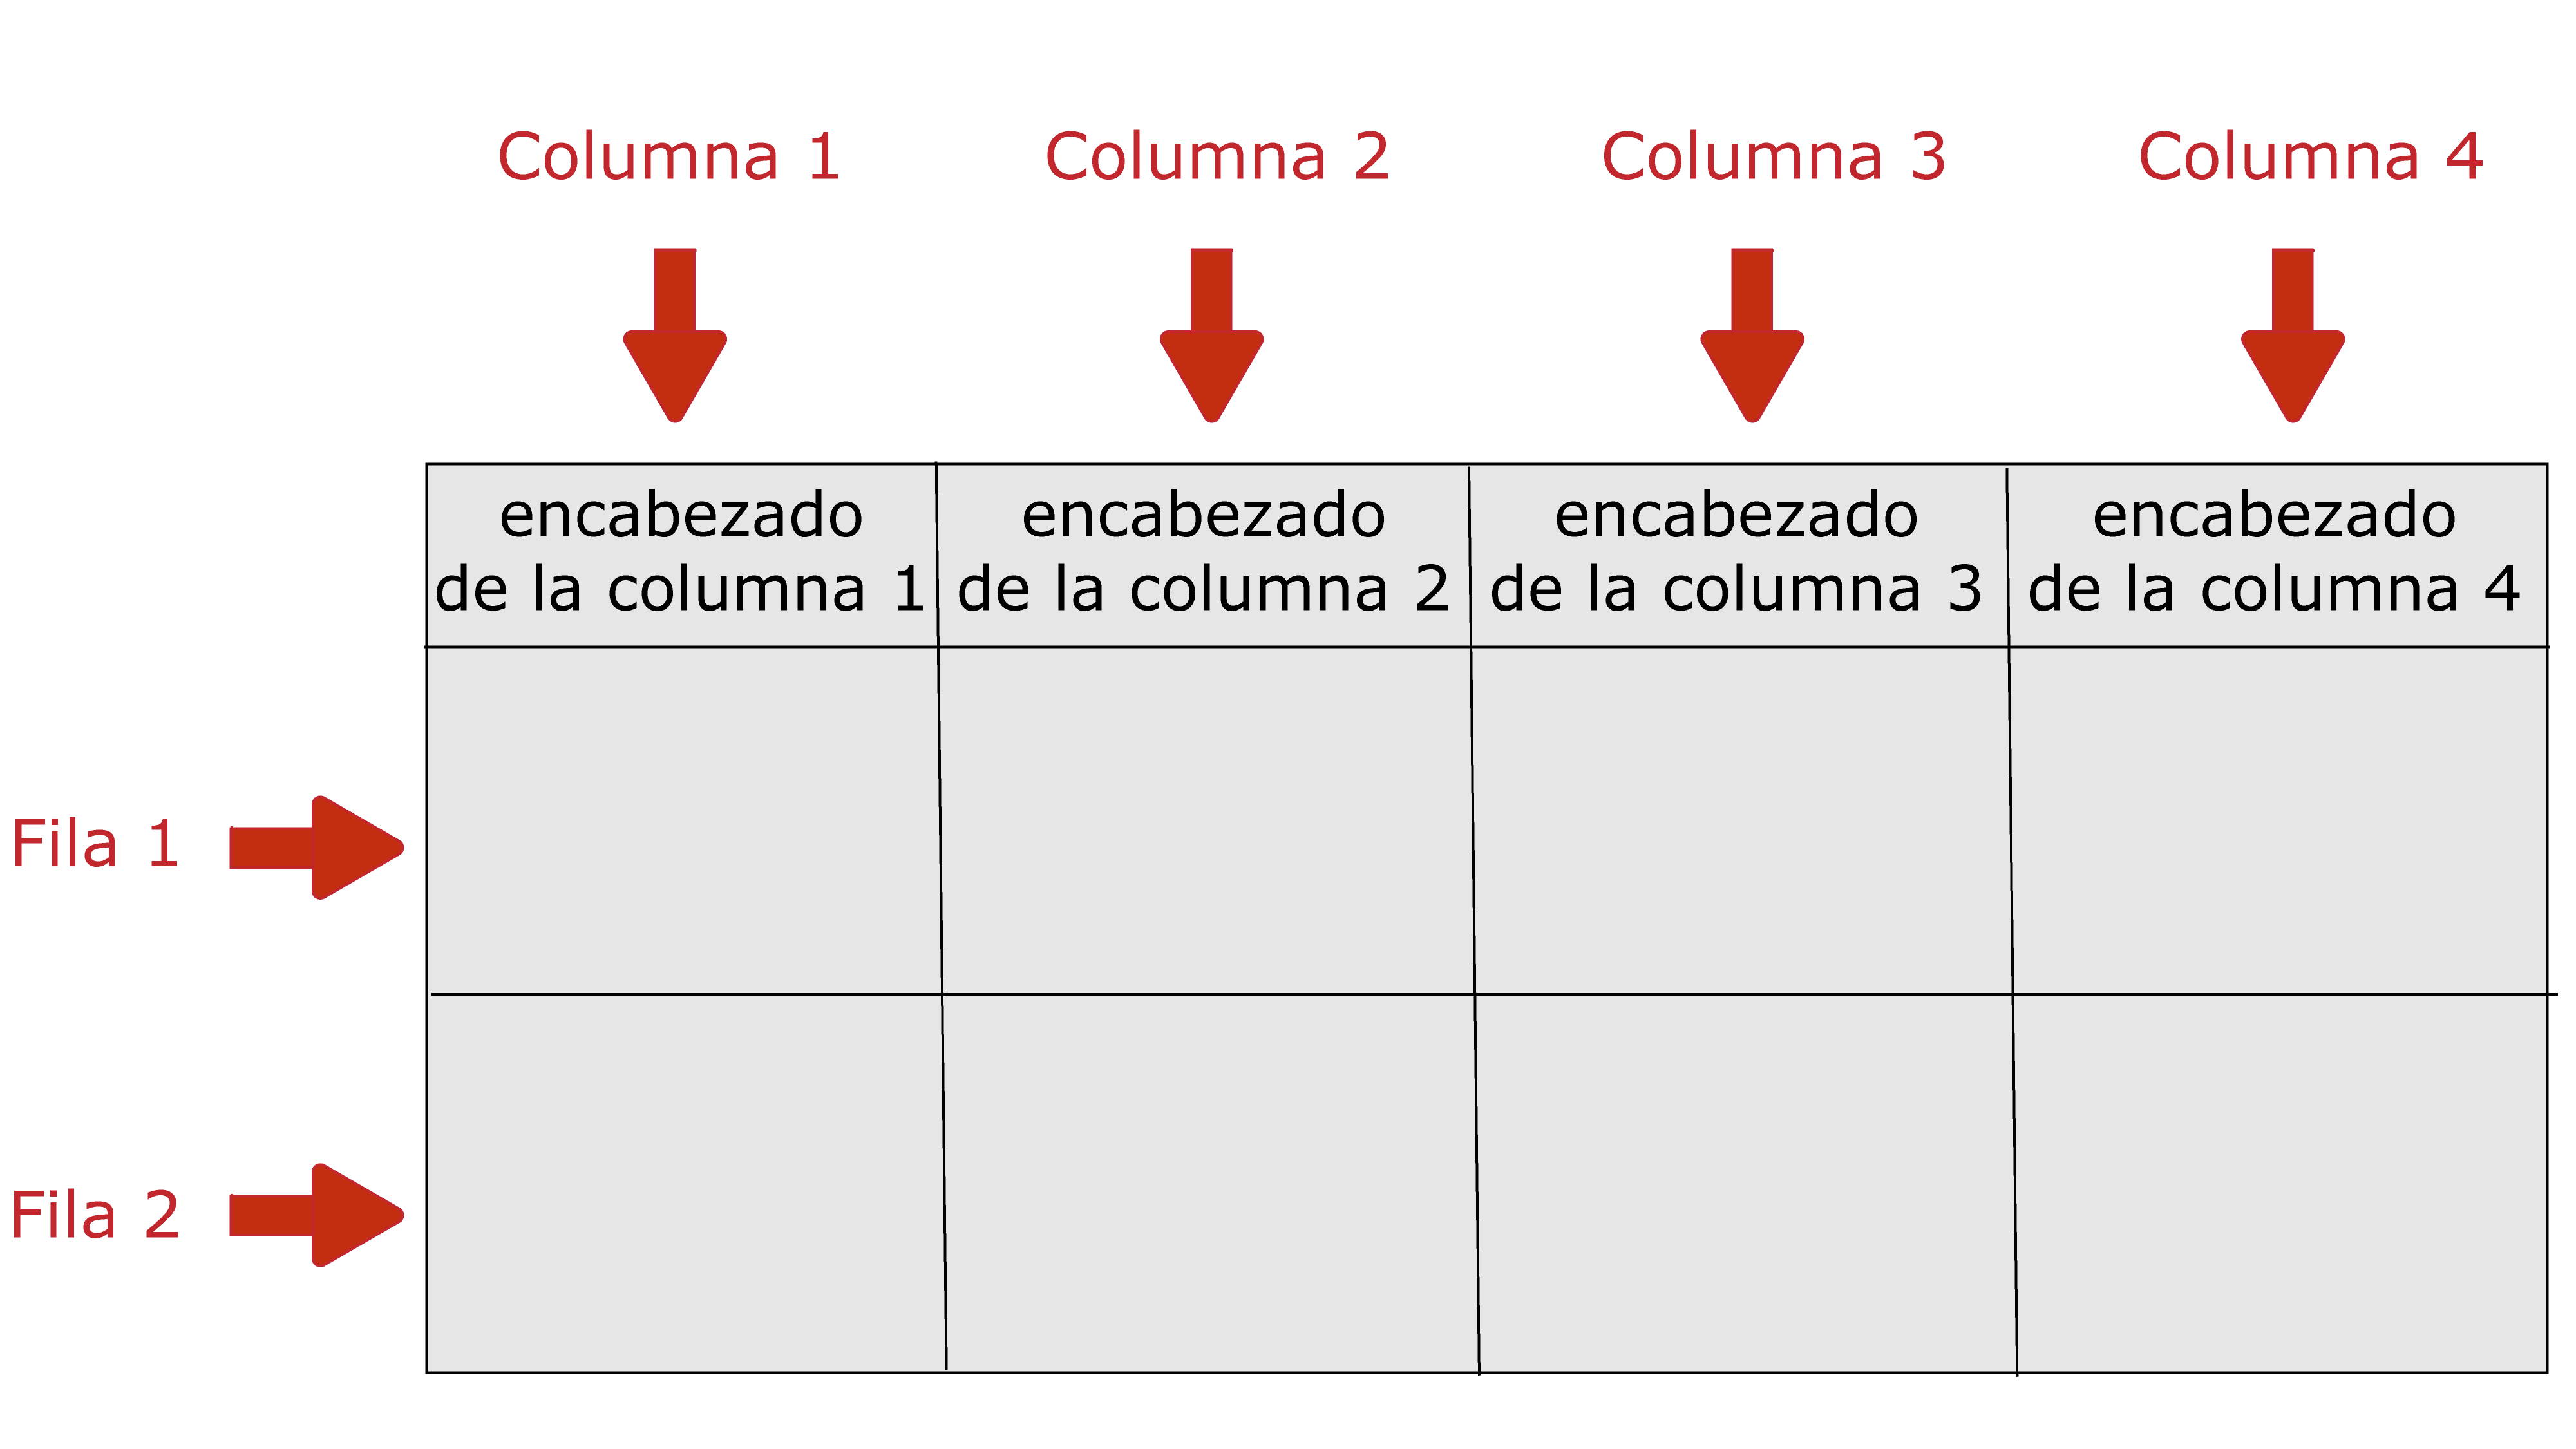 Columna 1 Columna 2 Columna 3 Columna 4
encabezado encabezado encabezado encabezado
de la columna 1 de la columna 2 de la columna 3 de la columna 4
Fila 1
Fila 2